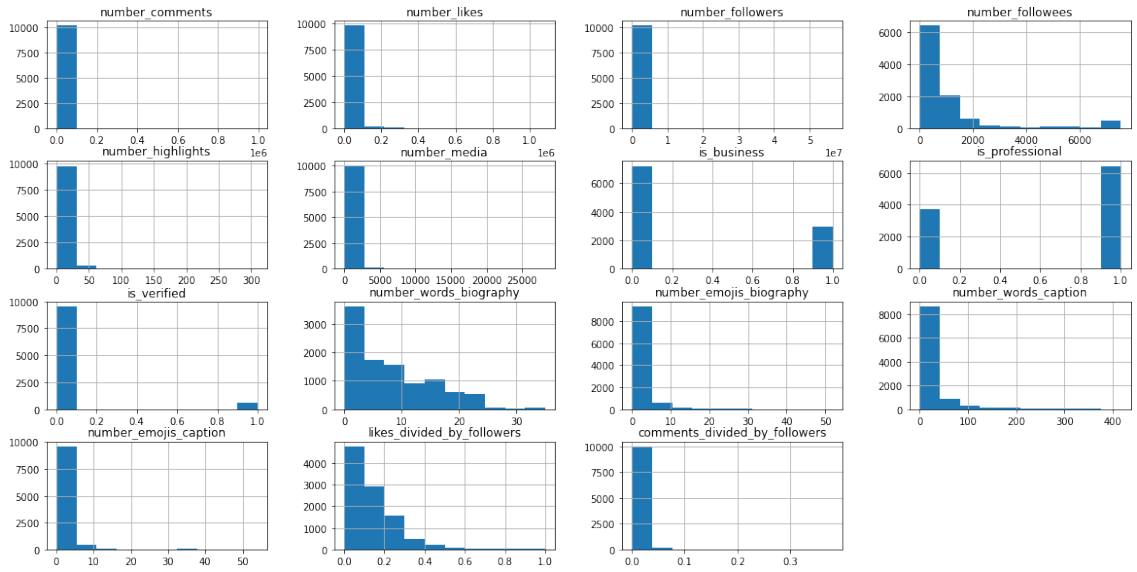 number_comments number_likes number_followers number_followees
10000 10000 10000 6000
7500 7500 7500 4000
5000 5000 5000 2000
2500 2500 2500
0 0 0 0
0.0 0.2 0.4 0.6 0.8 1.0 0.0 0.2 0.4 0.6 0.8 1.0 0 1 2 3 4 5 0 2000 4000 6000
1e6 1e6 1e7
number_highlights number_media is_business is_professional
10000 10000 6000 6000
7500 7500 4000 4000
5000 5000 2000 2000
2500 2500
0 0 0 0
0 50 100 150 200 250 300 0 5000 10000 15000 20000 25000 0.0 0.2 0.4 0.6 0.8 1.0 0.0 0.2 0.4 0.6 0.8 1.0
is_verified number_words_biography number_emojis_biography number_words_caption
10000 3000 8000 8000
7500 2000 6000 6000
5000 1000 4000 4000
2500 2000 2000
0 0 0 0
0.0 0.2 0.4 0.6 0.8 1.0 0 10 20 30 0 10 20 30 40 50 0 100 200 300 400
number_emojis_caption likes_divided_by_followers comments_divided_by_followers
10000 4000 10000
7500 3000 7500
5000 2000 5000
2500 1000 2500
0 0 0
0 10 20 30 40 50 0.0 0.2 0.4 0.6 0.8 1.0 0.0 0.1 0.2 0.3